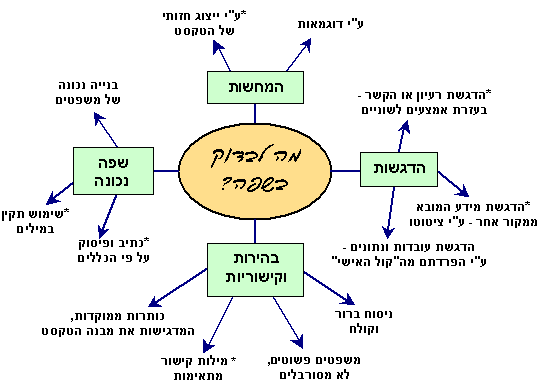 *ע"י ייצוג חזותי
של הטקסט
ע"י דוגמאות
המחשות
בנייה נכונה
של משפטים
*הדגשת רעיון או הקשר -
בעזרת אמצעים לשוניים
מה לבדוק
בשפה?
שפה
נכונה
הדגשות
*שימוש תקין
במילים
*כתיב ופיסוק
על פי הכללים
*הדגשת מידע המובא
ממקור אחר - ע"י ציטוטו
הדגשת עובדות ונתונים -
ע"י הפרדתם מה"קול האישי"
בהירות
וקישוריות
כותרות ממוקדות,
המדגישות את מבנה הטקסט
ניסוח ברור
וקולח
* מילות קישור
מתאימות
משפטים פשוטים,
לא מסורבלים